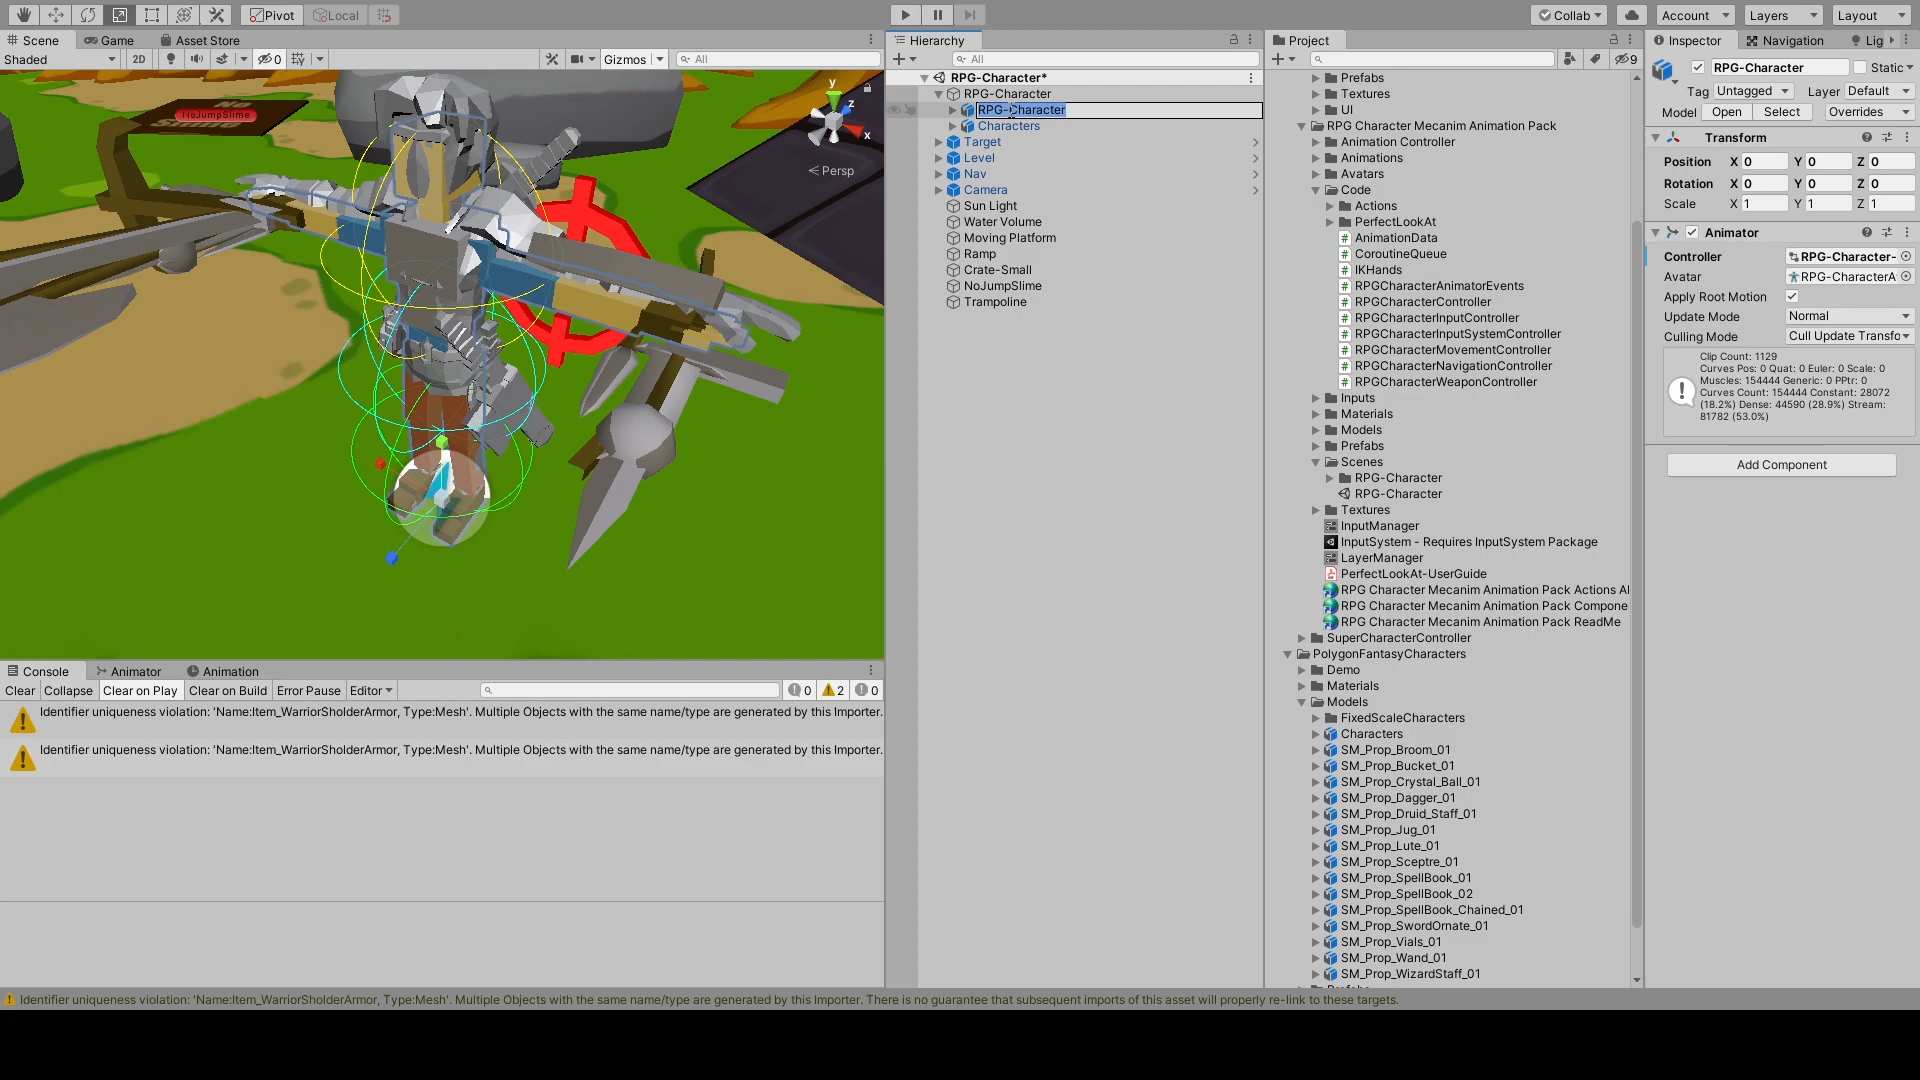 Pivot
Local
Collab
Account
Layers
Layout
Scene
Game
Asset Store
Hierarchy
Project
Inspector
Navigation
Lig
Shaded
2D
0
Gizmos
All
All
9
No
NoJumpSlime
y
z
x
Persp
RPG-Character*
RPG-Character
RPG-Character
Characters
Target
Level
Nav
Camera
Sun Light
Water Volume
Moving Platform
Ramp
Crate-Small
NoJumpSlime
Trampoline
Prefabs
Textures
UI
RPG Character Mecanim Animation Pack
Animation Controller
Animations
Avatars
Code
Actions
PerfectLookAt
AnimationData
CoroutineQueue
IKHands
RPGCharacterAnimatorEvents
RPGCharacterController
RPGCharacterInputController
RPGCharacterInputSystemController
RPGCharacterMovementController
RPGCharacterNavigationController
RPGCharacterWeaponController
Inputs
Materials
Models
Prefabs
Scenes
RPG-Character
RPG-Character
Textures
InputManager
InputSystem - Requires InputSystem Package
LayerManager
PerfectLookAt-UserGuide
RPG Character Mecanim Animation Pack Actions AI
RPG Character Mecanim Animation Pack Compone
RPG Character Mecanim Animation Pack ReadMe
SuperCharacterController
PolygonFantasyCharacters
Demo
Materials
Models
FixedScaleCharacters
Characters
SM_Prop_Broom_01
SM_Prop_Bucket_01
SM_Prop_Crystal_Ball_01
SM_Prop_Dagger_01
SM_Prop_Druid_Staff_01
SM_Prop_Jug_01
SM_Prop_Lute_01
SM_Prop_Sceptre_01
SM_Prop_SpellBook_01
SM_Prop_SpellBook_02
SM_Prop_SpellBook_Chained_01
SM_Prop_SwordOrnate_01
SM_Prop_Vials_01
SM_Prop_Wand_01
SM_Prop_WizardStaff_01
RPG-Character
Static
Tag Untagged
Layer Default
Model Open Select Overrides
Transform
Position X 0 Y 0 Z 0
Rotation X 0 Y 0 Z 0
Scale X 1 Y 1 Z 1
Animator
Controller RPG-Character-
Avatar RPG-CharacterA
Apply Root Motion
Update Mode Normal
Culling Mode Cull Update Transfo
Clip Count: 1129
Curves Pos: 0 Quat: 0 Euler: 0 Scale: 0
Muscles: 154444 Generic: 0 PPtr: 0
Curves Count: 154444 Constant: 28072
(18.2%) Dense: 44590 (28.9%) Stream:
81782 (53.0%)
Add Component
Console
Animator
Animation
Clear Collapse Clear on Play Clear on Build Error Pause Editor
0 2 0
Identifier uniqueness violation: 'Name:Item_WarriorSholderArmor, Type:Mesh'. Multiple Objects with the same name/type are generated by this Importer.
Identifier uniqueness violation: 'Name:Item_WarriorSholderArmor, Type:Mesh'. Multiple Objects with the same name/type are generated by this Importer.
Identifier uniqueness violation: 'Name:Item_WarriorSholderArmor, Type:Mesh'. Multiple Objects with the same name/type are generated by this Importer. There is no guarantee that subsequent imports of this asset will properly re-link to these targets.